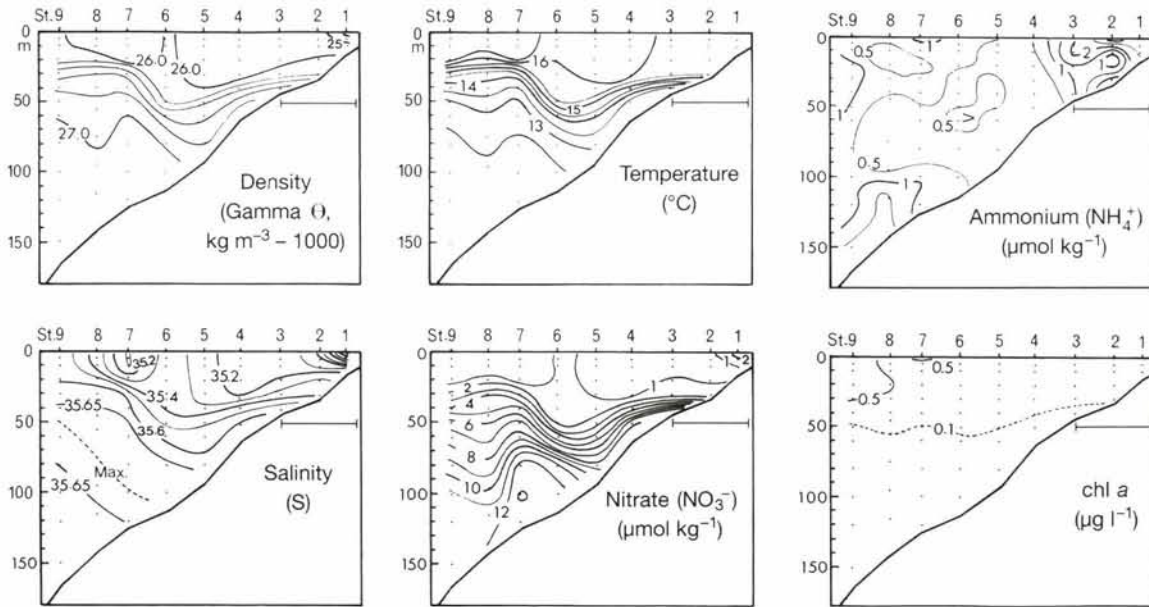 St.9 8 7 6 5 4 3 2 1
0
m
50
100
150
26.0
26.0
25
27.0
Density
(Gamma Θ,
kg m⁻³ – 1000)
St.9 8 7 6 5 4 3 2 1
0
m
50
100
150
16
14
15
13
Temperature
(°C)
St.9 8 7 6 5 4 3 2 1
0
50
100
150
0.5
1
2
1
1
1
0.5
0.5
1
Ammonium (NH₄⁺)
(µmol kg⁻¹)
St.9 8 7 6 5 4 3 2 1
0
50
100
150
35.2
35.2
35.4
35.65
35.6
Max.
35.65
Salinity
(S)
St.9 8 7 6 5 4 3 2 1
0
50
100
150
1
2
2
1
4
6
8
10
12
Nitrate (NO₃⁻)
(µmol kg⁻¹)
St.9 8 7 6 5 4 3 2 1
0
50
100
150
0.5
0.5
0.1
chl a
(µg l⁻¹)